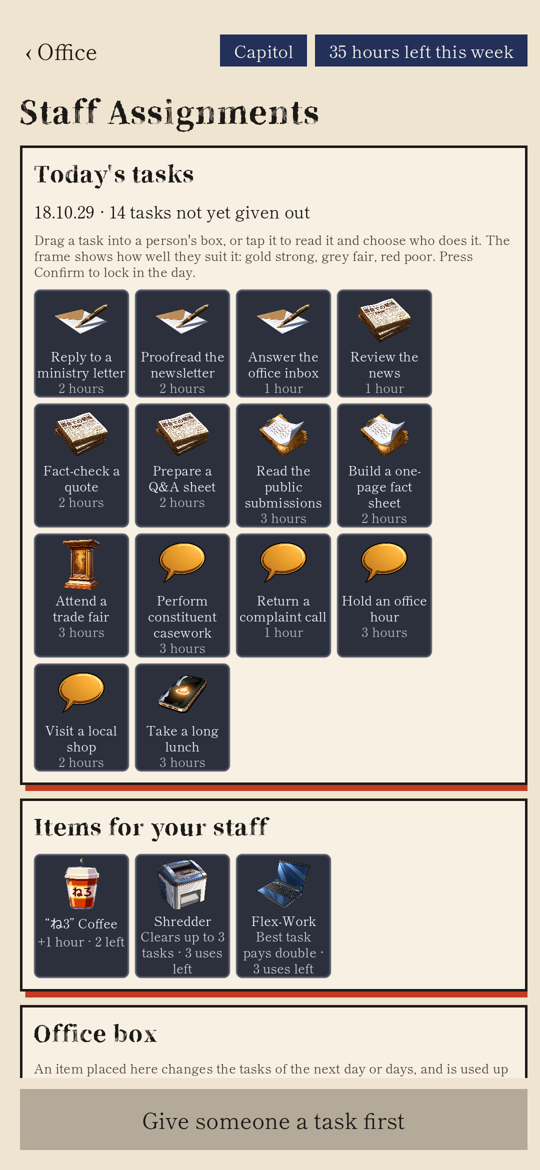 ‹ Office
Capitol
35 hours left this week
Staff Assignments
Today's tasks
18.10.29 · 14 tasks not yet given out
Drag a task into a person's box, or tap it to read it and choose who does it. The
frame shows how well they suit it: gold strong, grey fair, red poor. Press
Confirm to lock in the day.
Reply to a
ministry letter
2 hours
Proofread the
newsletter
2 hours
Answer the
office inbox
1 hour
Review the
news
1 hour
Fact-check a
quote
2 hours
Prepare a
Q&A sheet
2 hours
Read the
public
submissions
3 hours
Build a one-
page fact
sheet
2 hours
Attend a
trade fair
3 hours
Perform
constituent
casework
3 hours
Return a
complaint call
1 hour
Hold an office
hour
3 hours
Visit a local
shop
2 hours
Take a long
lunch
3 hours
Items for your staff
ね3
“ね3” Coffee
+1 hour · 2 left
Shredder
Clears up to 3
tasks · 3 uses
left
Flex-Work
Best task
pays double ·
3 uses left
Office box
An item placed here changes the tasks of the next day or days, and is used up
Give someone a task first